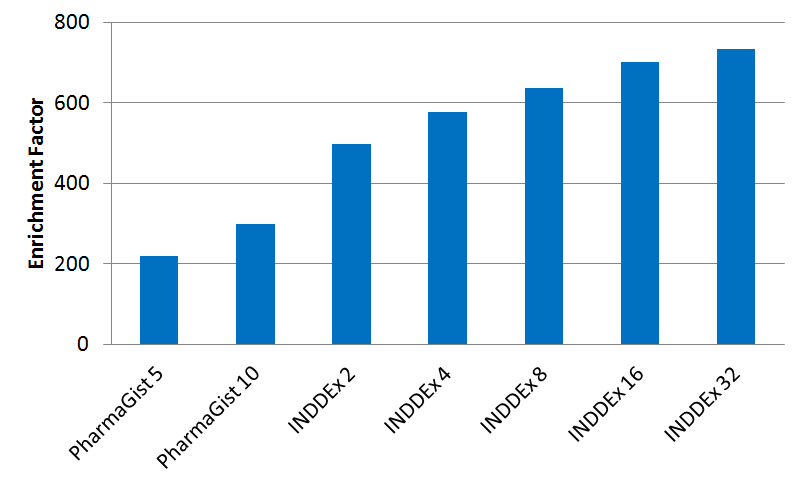 800
600
400
200
0
Enrichment Factor
PharmaGist 5
PharmaGist 10
INDDEx 2
INDDEx 4
INDDEx 8
INDDEx 16
INDDEx 32